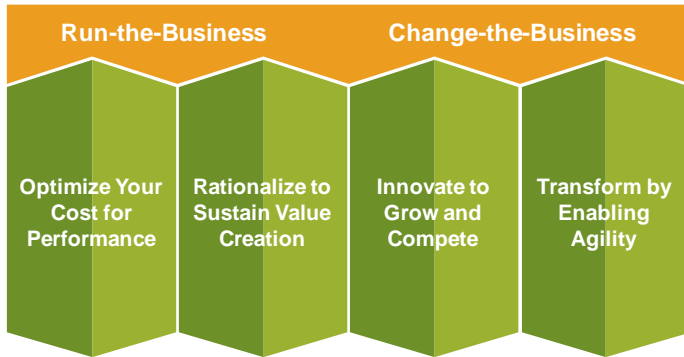 Run-the-Business
Change-the-Business
Optimize Your
Cost for
Performance
Rationalize to
Sustain Value
Creation
Innovate to
Grow and
Compete
Transform by
Enabling
Agility